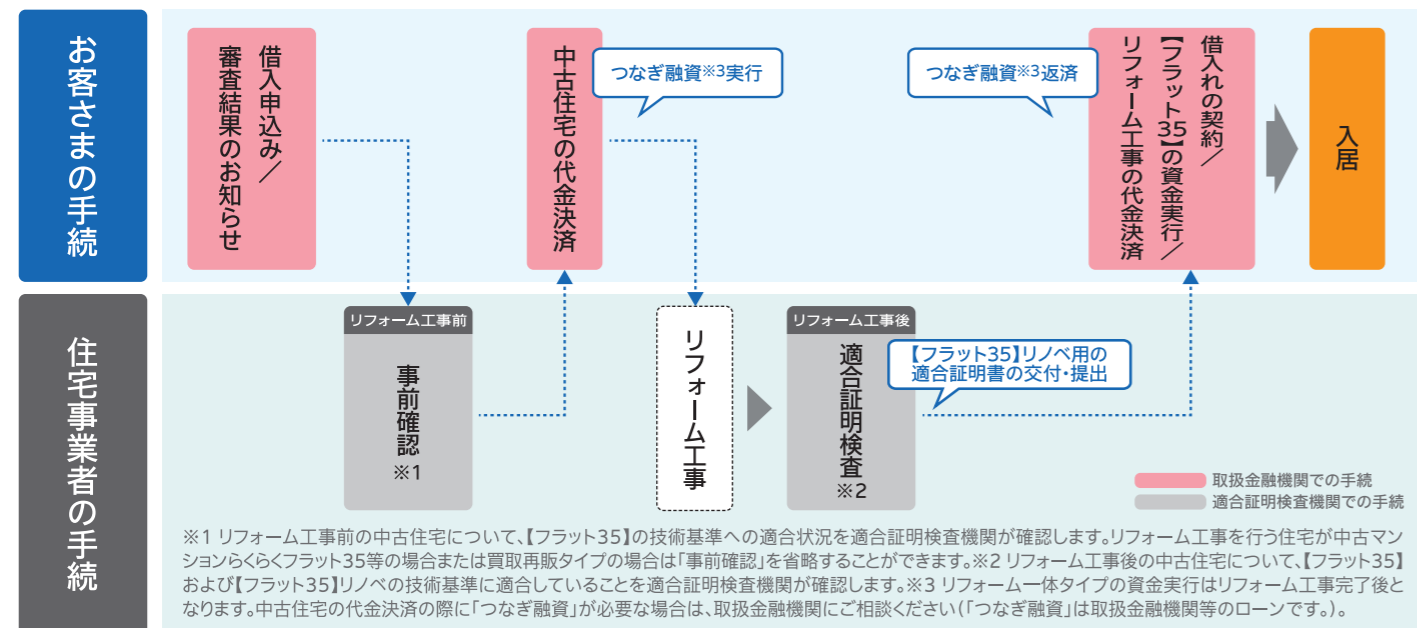 お客さまの手続
借入申込み／
審査結果のお知らせ
中古住宅の代金決済
つなぎ融資※3実行
つなぎ融資※3返済
借入れの契約／
【フラット35】の資金実行／
リフォーム工事の代金決済
入居
住宅事業者の手続
リフォーム工事前
事前確認
※1
リフォーム工事
リフォーム工事後
適合証明検査
※2
【フラット35】リノベ用の
適合証明書の交付・提出
取扱金融機関での手続
適合証明検査機関での手続
※1 リフォーム工事前の中古住宅について、【フラット35】の技術基準への適合状況を適合証明検査機関が確認します。リフォーム工事を行う住宅が中古マン
ションらくらくフラット35等の場合または買取再販タイプの場合は「事前確認」を省略することができます。※2 リフォーム工事後の中古住宅について、【フラット35】
および【フラット35】リノベの技術基準に適合していることを適合証明検査機関が確認します。※3 リフォーム一体タイプの資金実行はリフォーム工事完了後と
なります。中古住宅の代金決済の際に「つなぎ融資」が必要な場合は、取扱金融機関にご相談ください(「つなぎ融資」は取扱金融機関等のローンです。)。